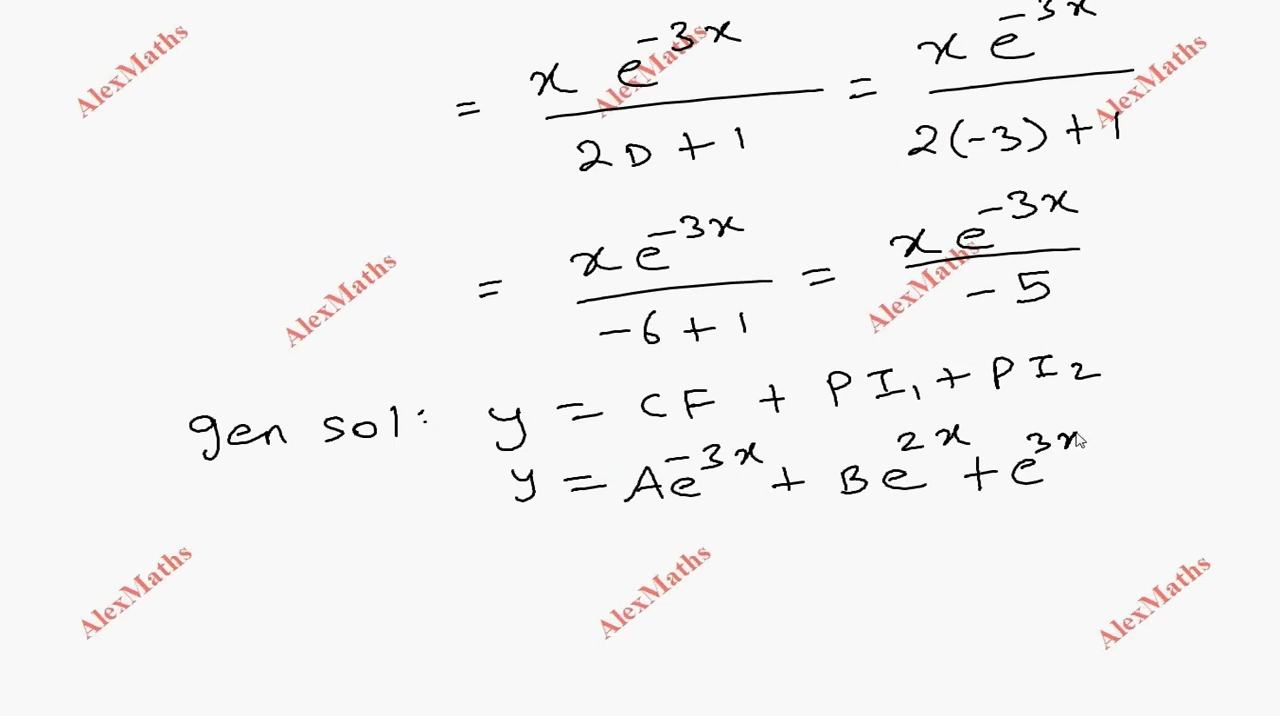 = x e^{-3x} / (2D + 1) = x e^{-3x} / (2(-3) + 1)
= x e^{-3x} / (-6 + 1) = x e^{-3x} / (-5)
gen sol: y = CF + PI₁ + PI₂
y = Ae^{-3x} + Be^{2x} + e^{3x}
AlexMaths
AlexMaths
AlexMaths
AlexMaths
AlexMaths
AlexMaths
AlexMaths
AlexMaths